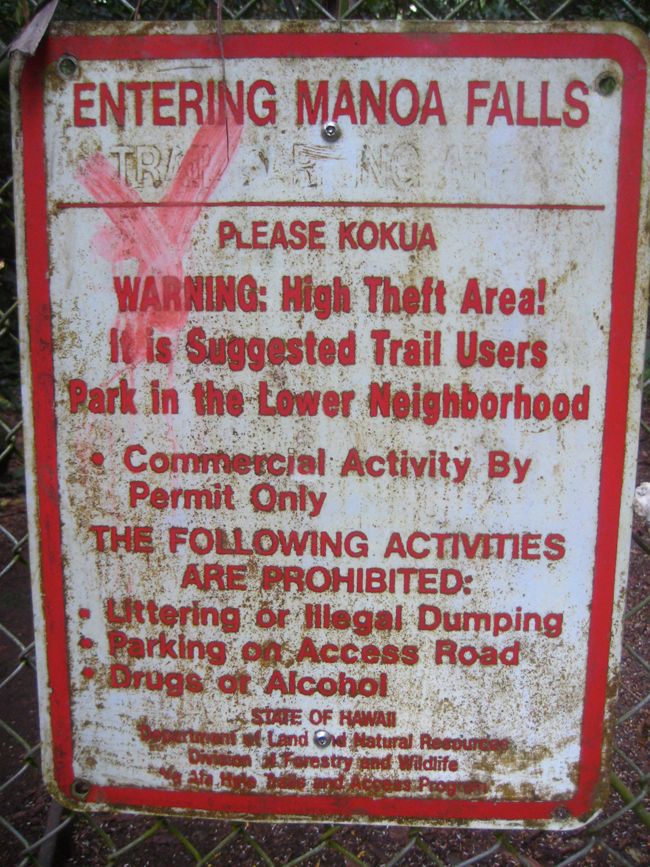 ENTERING MANOA FALLS
TRAIL PARKING AREA
PLEASE KOKUA
WARNING: High Theft Area!
It is Suggested Trail Users
Park in the Lower Neighborhood
• Commercial Activity By
Permit Only
THE FOLLOWING ACTIVITIES
ARE PROHIBITED:
• Littering or Illegal Dumping
• Parking on Access Road
• Drugs or Alcohol
STATE OF HAWAII
Department of Land and Natural Resources
Division of Forestry and Wildlife
Na Ala Hele Trails and Access Program